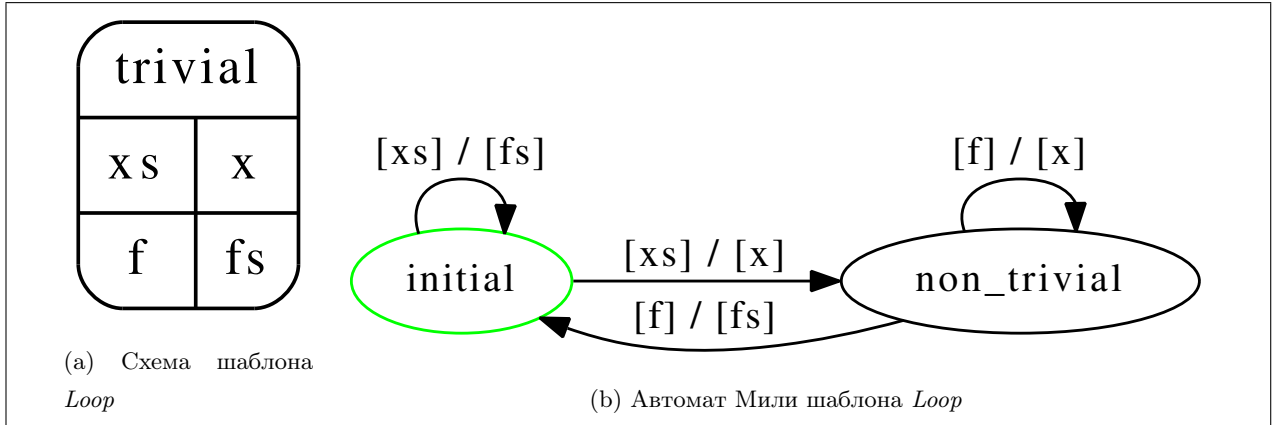 trivial
xs x
f fs
(a) Схема шаблона
Loop
[xs] / [fs]
[f] / [x]
initial
[xs] / [x]
non_trivial
[f] / [fs]
(b) Автомат Мили шаблона Loop